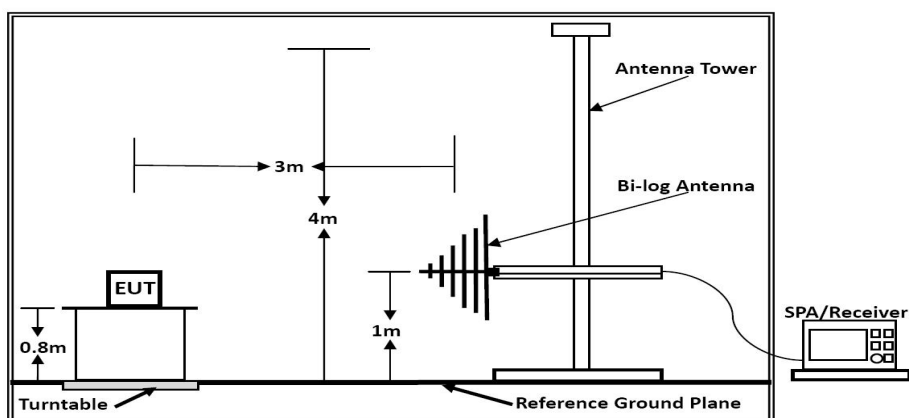 Antenna Tower
3m
Bi-log Antenna
4m
EUT
SPA/Receiver
1m
0.8m
Turntable
Reference Ground Plane